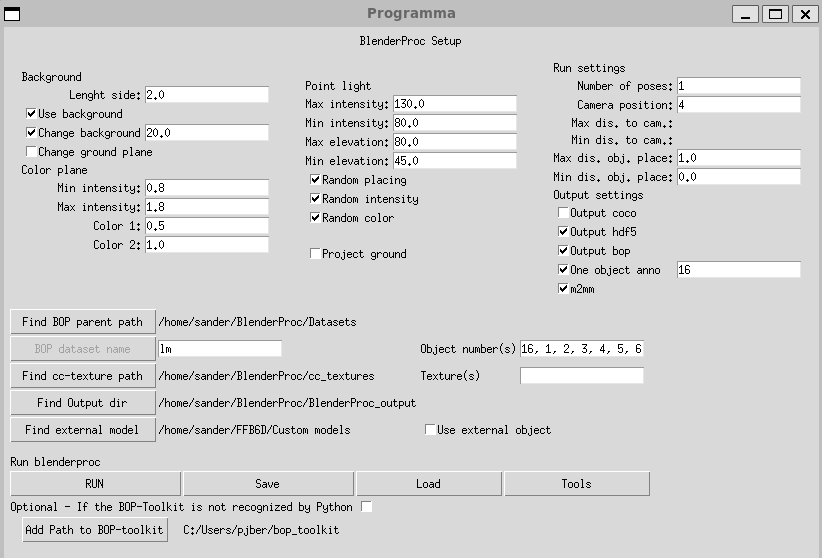 Programma
BlenderProc Setup
Background
Lenght side: 2.0
Use background
Change background 20.0
Change ground plane
Color plane
Min intensity: 0.8
Max intensity: 1.8
Color 1: 0.5
Color 2: 1.0
Point light
Max intensity: 130.0
Min intensity: 80.0
Max elevation: 80.0
Min elevation: 45.0
Random placing
Random intensity
Random color
Project ground
Run settings
Number of poses: 1
Camera position: 4
Max dis. to cam.:
Min dis. to cam.:
Max dis. obj. place: 1.0
Min dis. obj. place: 0.0
Output settings
Output coco
Output hdf5
Output bop
One object anno 16
m2mm
Find BOP parent path /home/sander/BlenderProc/Datasets
BOP dataset name lm Object number(s) 16, 1, 2, 3, 4, 5, 6
Find cc-texture path /home/sander/BlenderProc/cc_textures Texture(s)
Find Output dir /home/sander/BlenderProc/BlenderProc_output
Find external model /home/sander/FFB6D/Custom models Use external object
Run blenderproc
RUN Save Load Tools
Optional - If the BOP-Toolkit is not recognized by Python
Add Path to BOP-toolkit C:/Users/pjber/bop_toolkit